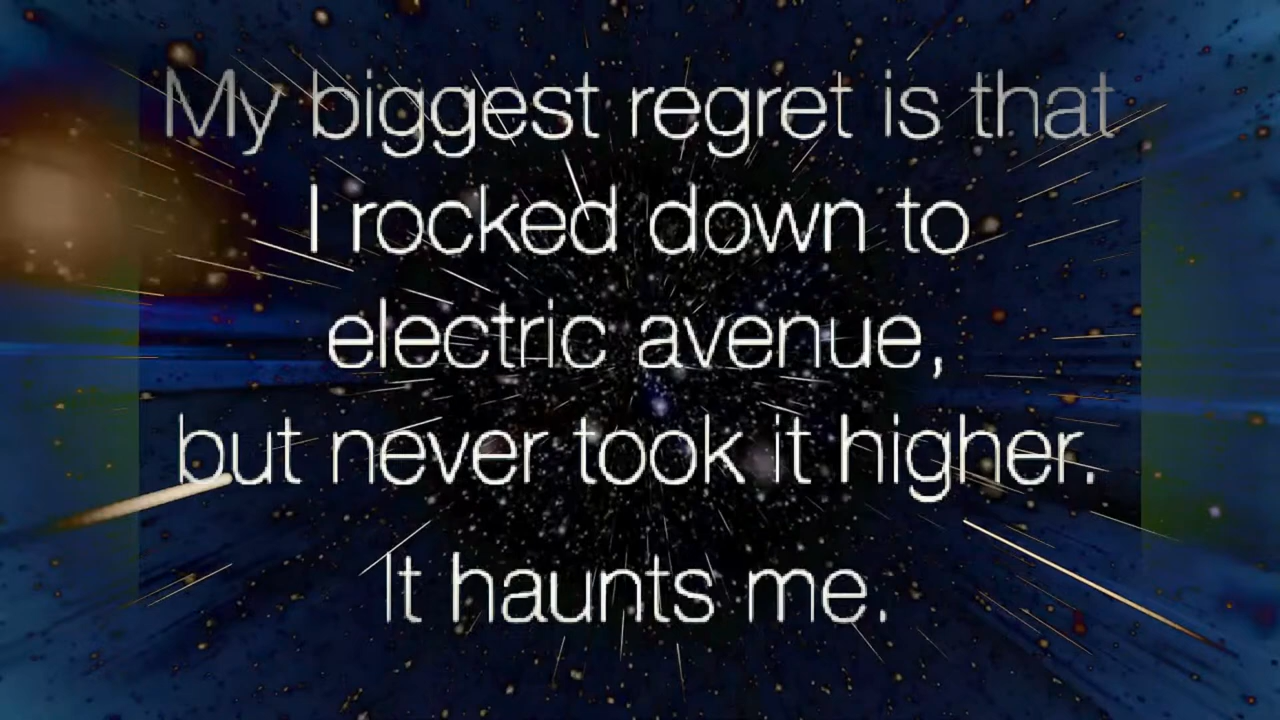 My biggest regret is that
I rocked down to
electric avenue,
but never took it higher.
It haunts me.